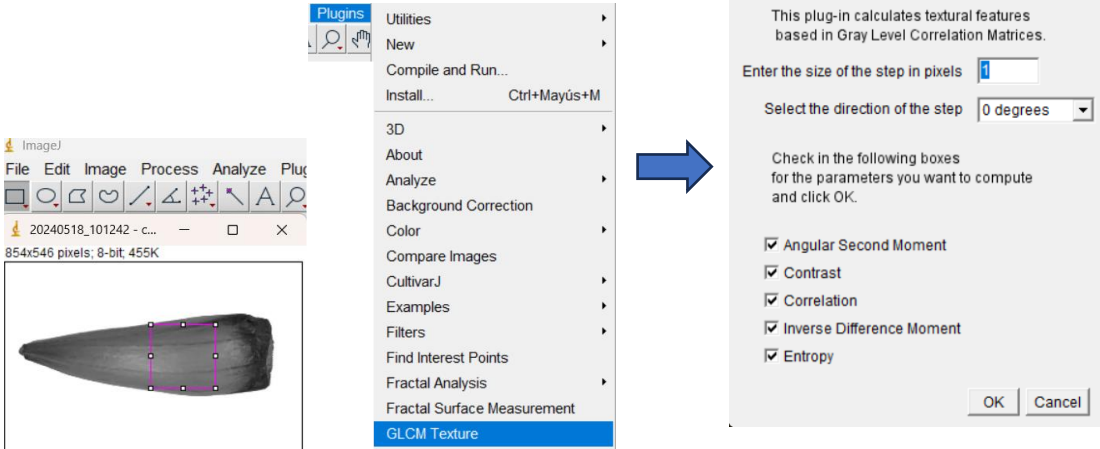 ImageJ
File Edit Image Process Analyze Plug
20240518_101242 - c...
854x546 pixels; 8-bit; 455K
Plugins
Utilities
New
Compile and Run...
Install... Ctrl+Mayús+M
3D
About
Analyze
Background Correction
Color
Compare Images
CultivarJ
Examples
Filters
Find Interest Points
Fractal Analysis
Fractal Surface Measurement
GLCM Texture
This plug-in calculates textural features
based in Gray Level Correlation Matrices.
Enter the size of the step in pixels 1
Select the direction of the step 0 degrees
Check in the following boxes
for the parameters you want to compute
and click OK.
Angular Second Moment
Contrast
Correlation
Inverse Difference Moment
Entropy
OK Cancel